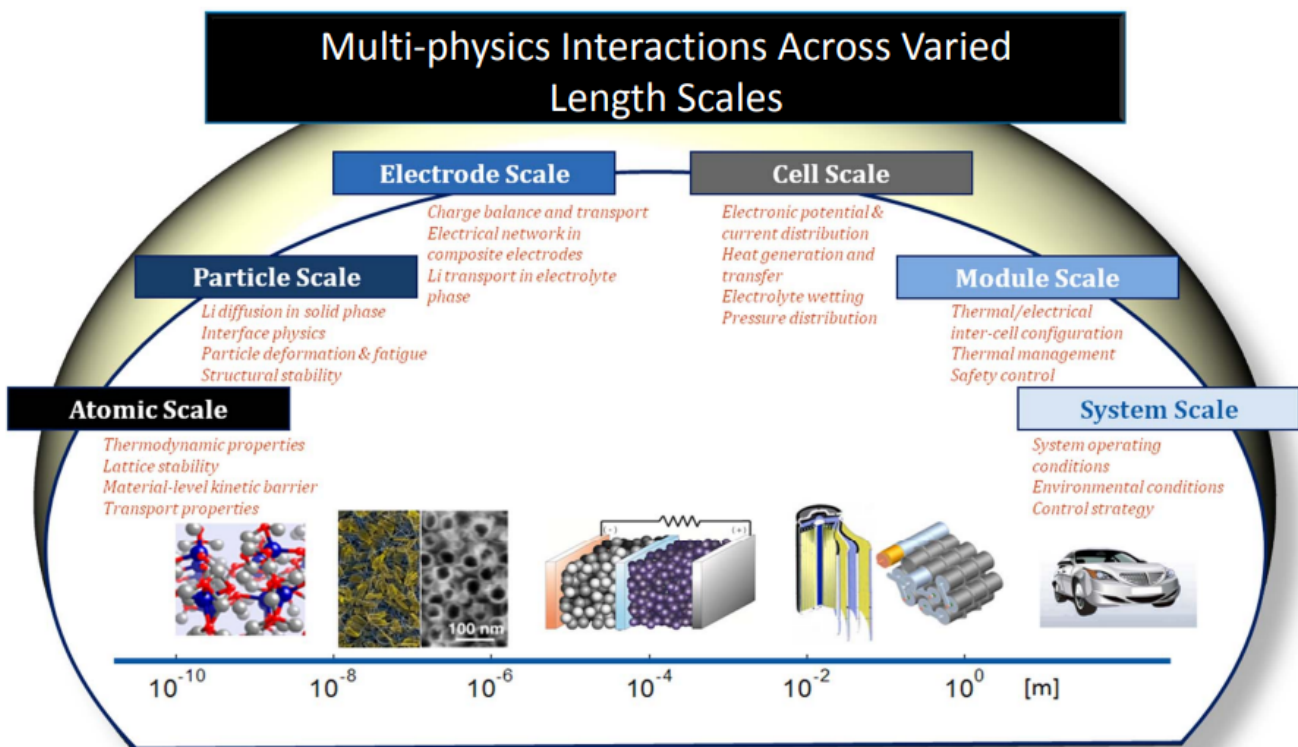 Multi-physics Interactions Across Varied
Length Scales
Electrode Scale
Charge balance and transport
Electrical network in
composite electrodes
Li transport in electrolyte
phase
Cell Scale
Electronic potential &
current distribution
Heat generation and
transfer
Electrolyte wetting
Pressure distribution
Particle Scale
Li diffusion in solid phase
Interface physics
Particle deformation & fatigue
Structural stability
Module Scale
Thermal/electrical
inter-cell configuration
Thermal management
Safety control
Atomic Scale
Thermodynamic properties
Lattice stability
Material-level kinetic barrier
Transport properties
System Scale
System operating
conditions
Environmental conditions
Control strategy
(-) (+)
100 nm
10⁻¹⁰ 10⁻⁸ 10⁻⁶ 10⁻⁴ 10⁻² 10⁰ [m]